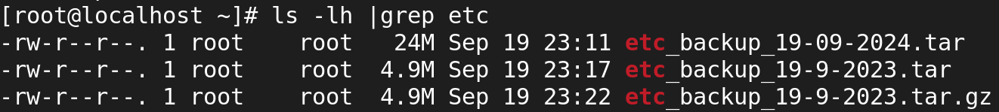 [root@localhost ~]# ls -lh |grep etc
-rw-r--r--. 1 root    root   24M Sep 19 23:11 etc_backup_19-09-2024.tar
-rw-r--r--. 1 root    root  4.9M Sep 19 23:17 etc_backup_19-9-2023.tar
-rw-r--r--. 1 root    root  4.9M Sep 19 23:22 etc_backup_19-9-2023.tar.gz